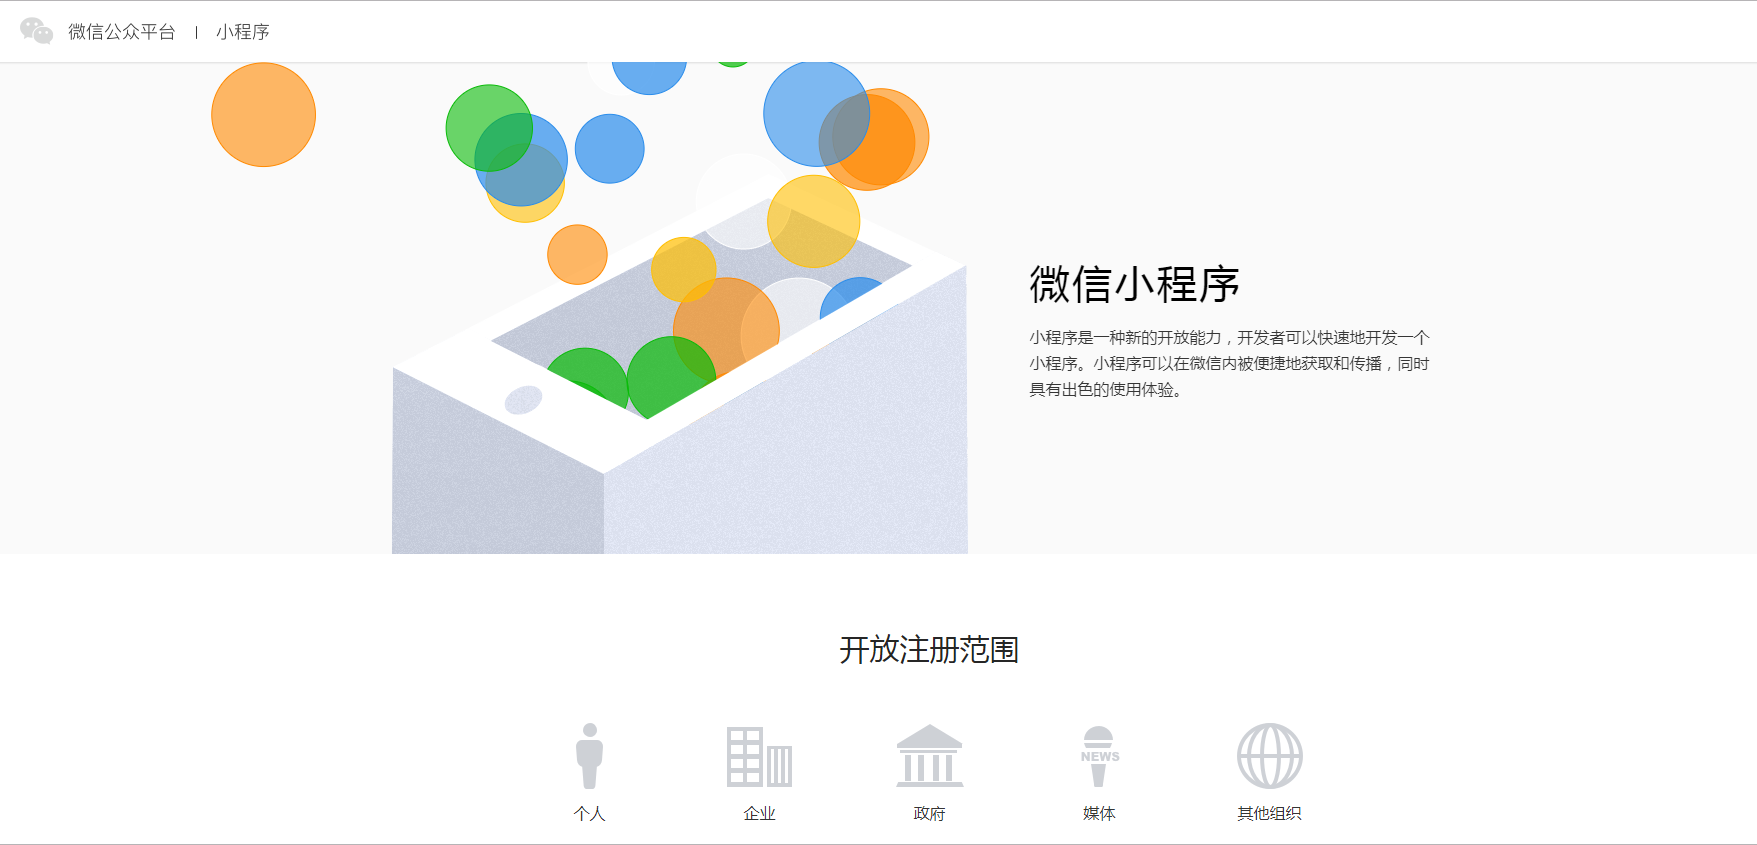 微信公众平台 | 小程序
微信小程序
小程序是一种新的开放能力，开发者可以快速地开发一个
小程序。小程序可以在微信内被便捷地获取和传播，同时
具有出色的使用体验。
开放注册范围
NEWS
个人 企业 政府 媒体 其他组织